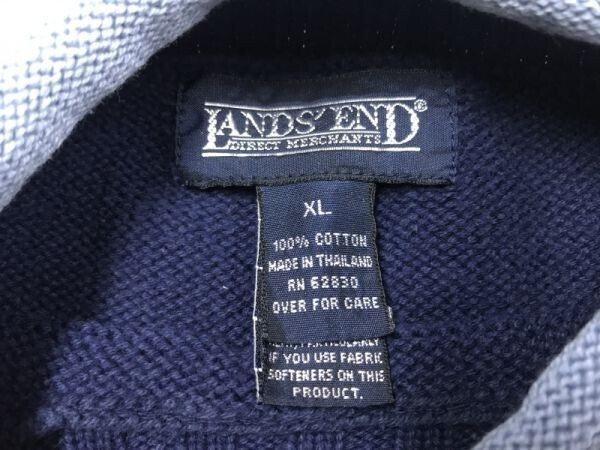 LANDS' END®
DIRECT MERCHANTS
XL
100% COTTON
MADE IN THAILAND
RN 62830
OVER FOR CARE
PARTICULARLY
IF YOU USE FABRIC
SOFTENERS ON THIS
PRODUCT.